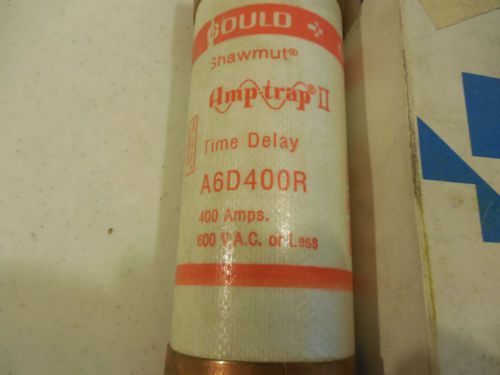 GOULD
Shawmut®
Amp-trap® II
Time Delay
A6D400R
400 Amps.
600 V.A.C. or Less